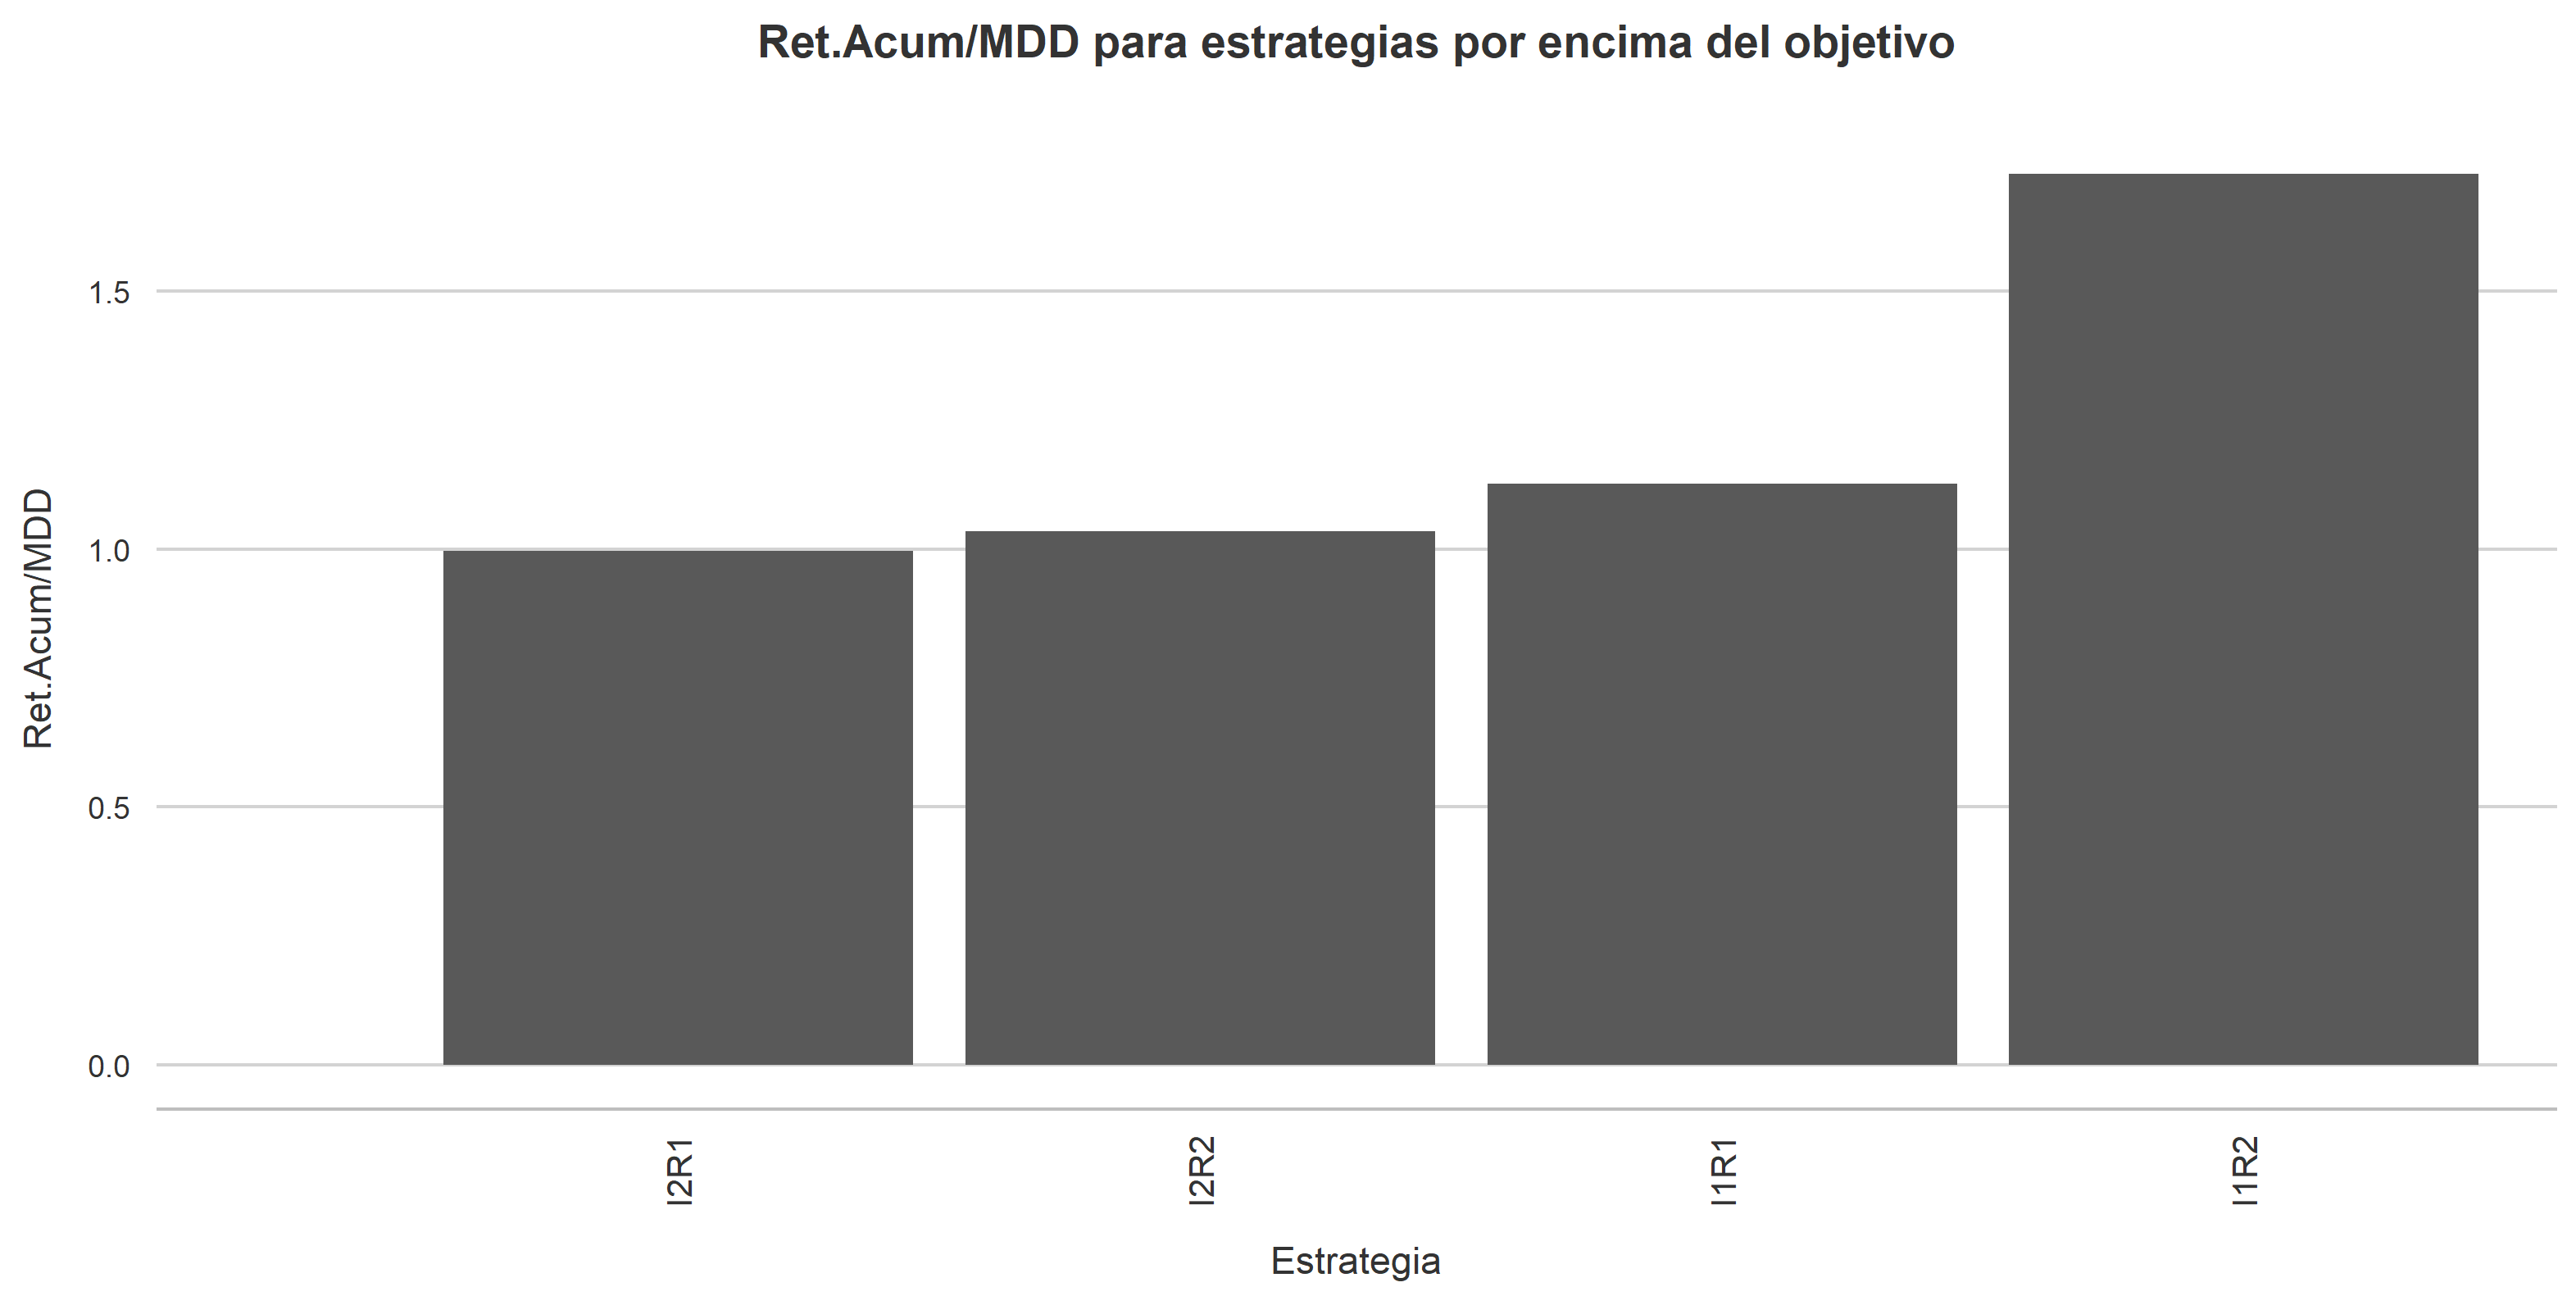 Ret.Acum/MDD para estrategias por encima del objetivo
Ret.Acum/MDD
1.5
1.0
0.5
0.0
I2R1
I2R2
I1R1
I1R2
Estrategia